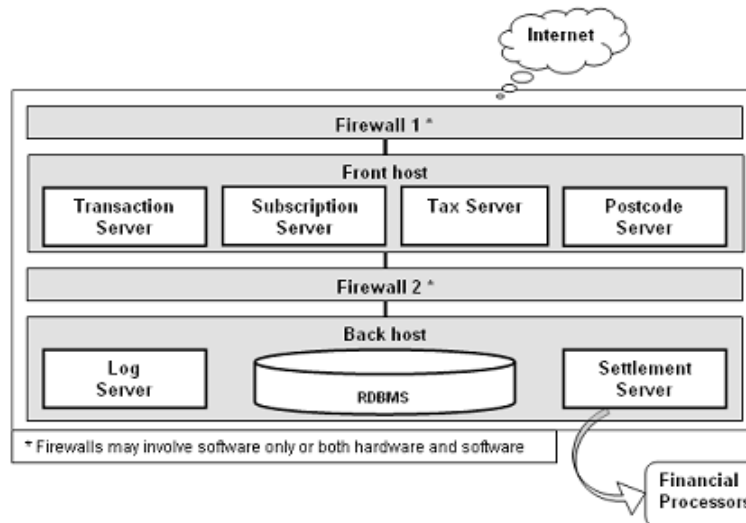 Internet
Firewall 1 *
Front host
Transaction
Server
Subscription
Server
Tax Server
Postcode
Server
Firewall 2 *
Back host
Log
Server
RDBMS
Settlement
Server
* Firewalls may involve software only or both hardware and software
Financial
Processors